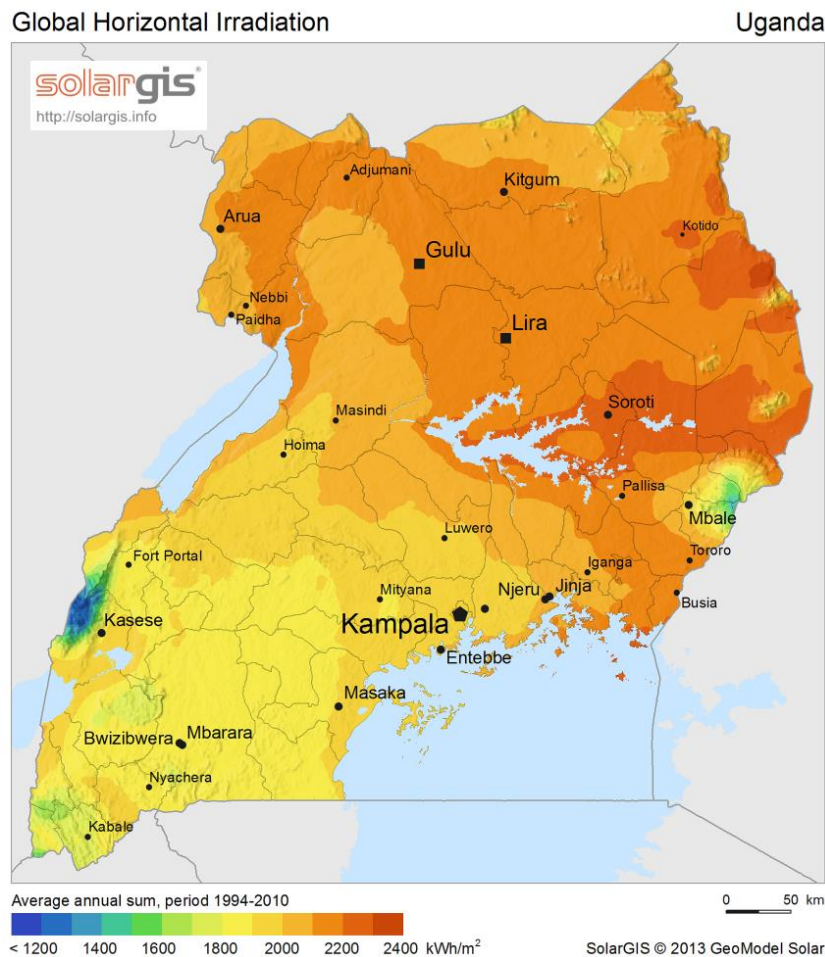 Global Horizontal Irradiation
Uganda
solargis®
http://solargis.info
Adjumani
Kitgum
Arua
Kotido
Gulu
Nebbi
Paidha
Lira
Masindi
Soroti
Hoima
Pallisa
Mbale
Luwero
Fort Portal
Tororo
Iganga
Mityana
Njeru
Jinja
Busia
Kampala
Kasese
Entebbe
Masaka
Bwizibwera
Mbarara
Nyachera
Kabale
Average annual sum, period 1994-2010
0 50 km
< 1200 1400 1600 1800 2000 2200 2400 kWh/m²
SolarGIS © 2013 GeoModel Solar